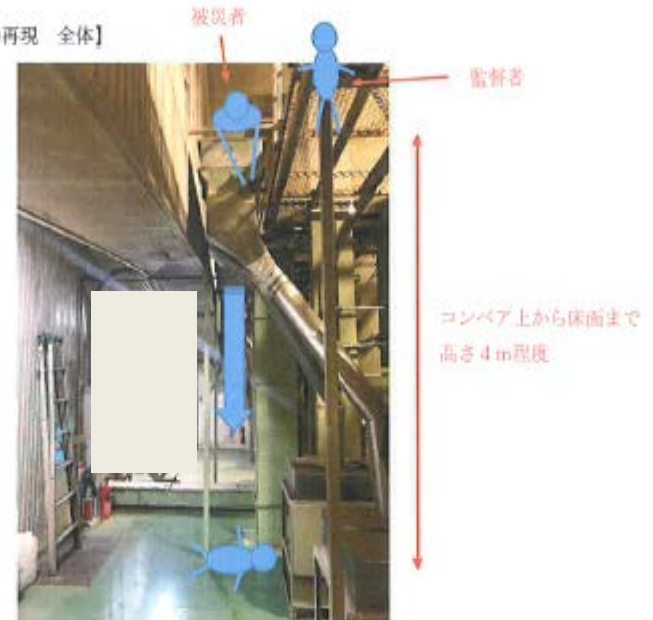 再現 全体】
被災者
監督者
コンベア上から床面まで
高さ４ｍ程度